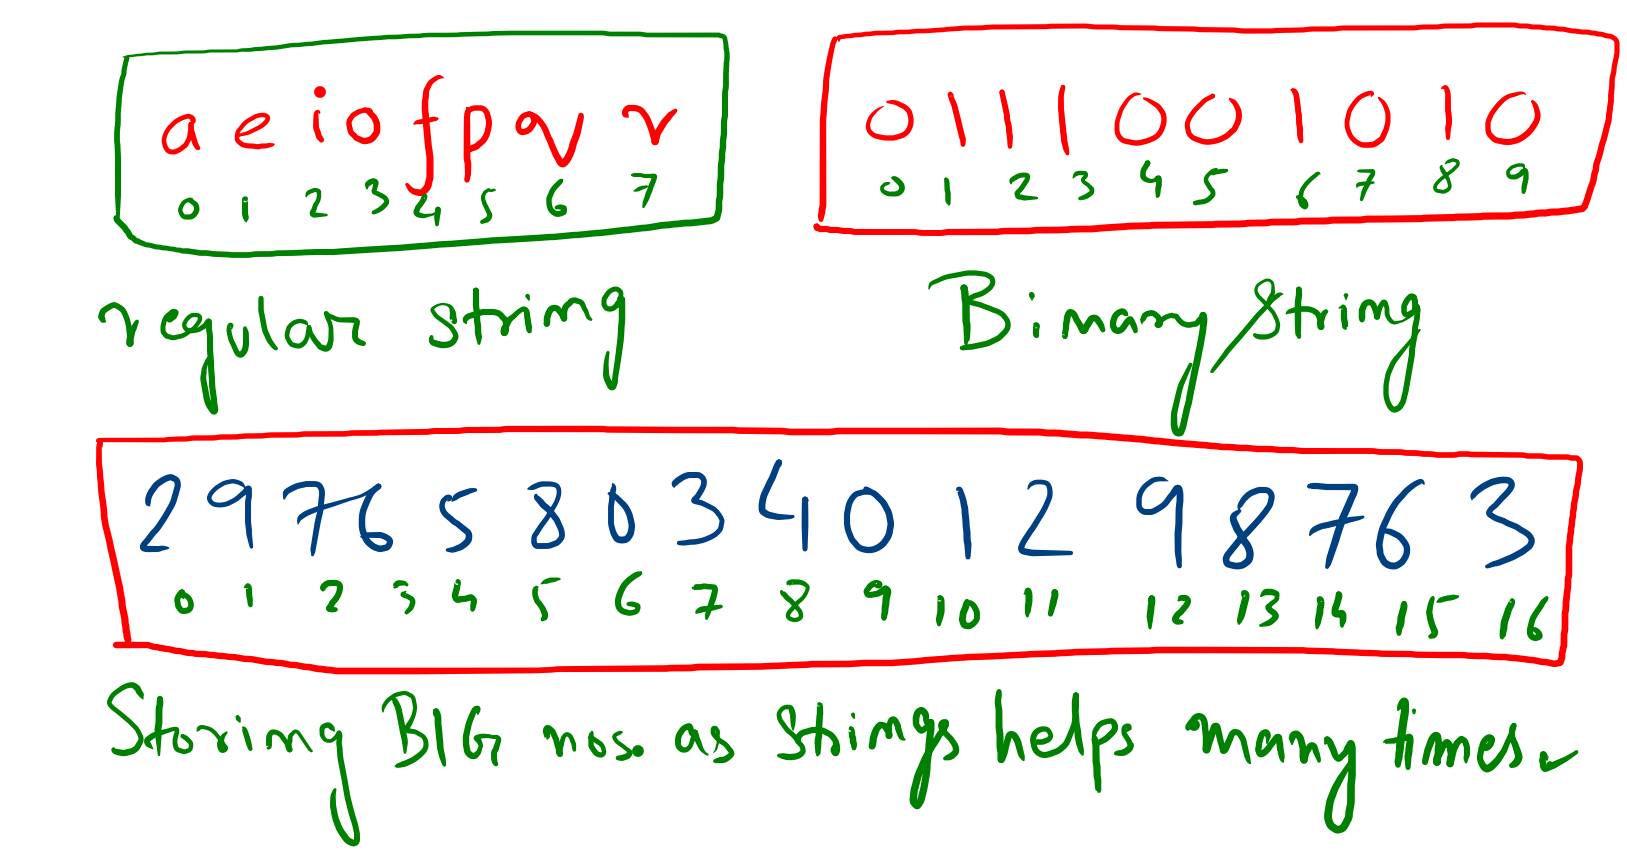 a e i o f p q r
0 1 2 3 4 5 6 7
regular string
0 1 1 1 0 0 1 0 1 0
0 1 2 3 4 5 6 7 8 9
Binary String
2 9 7 6 5 8 0 3 4 0 1 2 9 8 7 6 3
0 1 2 3 4 5 6 7 8 9 10 11 12 13 14 15 16
Storing BIG nos. as strings helps many times.